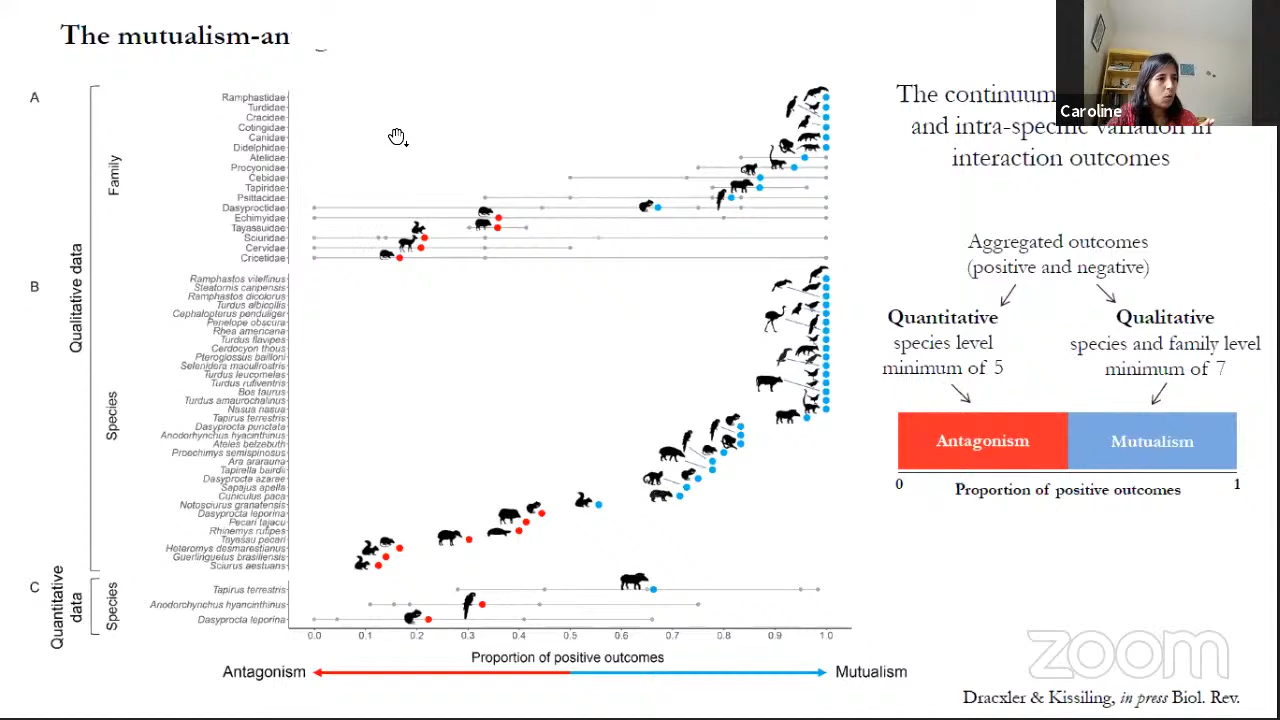 The mutualism-an
Caroline
A
Family
Ramphastidae
Turdidae
Cracidae
Cotingidae
Canidae
Didelphidae
Atelidae
Procyonidae
Cebidae
Tapiridae
Psittacidae
Dasyproctidae
Echimyidae
Tayassuidae
Sciuridae
Cervidae
Cricetidae
Qualitative data
B
Species
Ramphastos vitellinus
Steatornis caripensis
Ramphastos dicolorus
Turdus albicollis
Cephalopterus penduliger
Penelope obscura
Rhea americana
Turdus flavipes
Cerdocyon thous
Pteroglossus bailloni
Selenidera maculirostris
Turdus leucomelas
Turdus rufiventris
Bos taurus
Turdus amaurochalinus
Nasua nasua
Tapirus terrestris
Dasyprocta punctata
Anodorhynchus hyacinthinus
Ateles belzebuth
Proechimys semispinosus
Ara ararauna
Tapirella bairdii
Dasyprocta azarae
Sapajus apella
Cuniculus paca
Notosciurus granatensis
Dasyprocta leporina
Pecari tajacu
Rhinemys rufipes
Tayassu pecari
Heteromys desmarestianus
Guerlinguetus brasiliensis
Sciurus aestuans
C
Quantitative
data
Species
Tapirus terrestris
Anodorchynchus hyancinthinus
Dasyprocta leporina
0.0 0.1 0.2 0.3 0.4 0.5 0.6 0.7 0.8 0.9 1.0
Proportion of positive outcomes
Antagonism Mutualism
The continuum
and intra-specific variation in
interaction outcomes
Aggregated outcomes
(positive and negative)
Quantitative
species level
minimum of 5
Qualitative
species and family level
minimum of 7
Antagonism Mutualism
0 Proportion of positive outcomes 1
zoom
Dracxler & Kissiling, in press Biol. Rev.